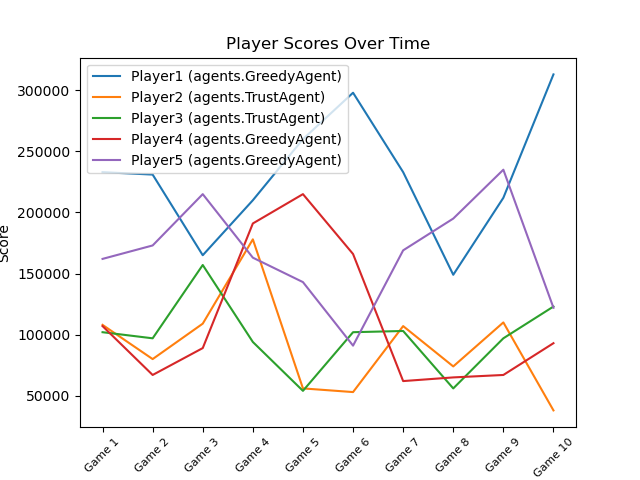 Player Scores Over Time
Player1 (agents.GreedyAgent)
Player2 (agents.TrustAgent)
Player3 (agents.TrustAgent)
Player4 (agents.GreedyAgent)
Player5 (agents.GreedyAgent)
300000
250000
200000
150000
100000
50000
Score
Game 1
Game 2
Game 3
Game 4
Game 5
Game 6
Game 7
Game 8
Game 9
Game 10